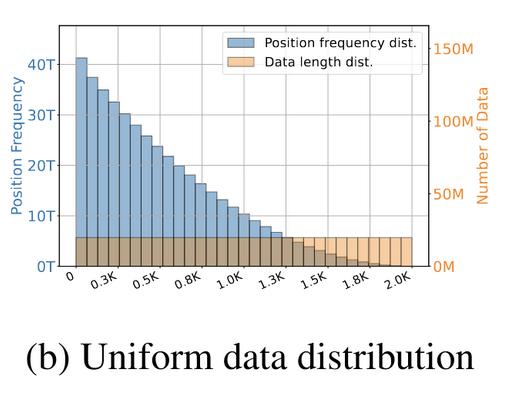 Position frequency dist.
Data length dist.
Position Frequency
40T
30T
20T
10T
0T
150M
100M
50M
0M
Number of Data
0
0.3K
0.5K
0.8K
1.0K
1.3K
1.5K
1.8K
2.0K
(b) Uniform data distribution